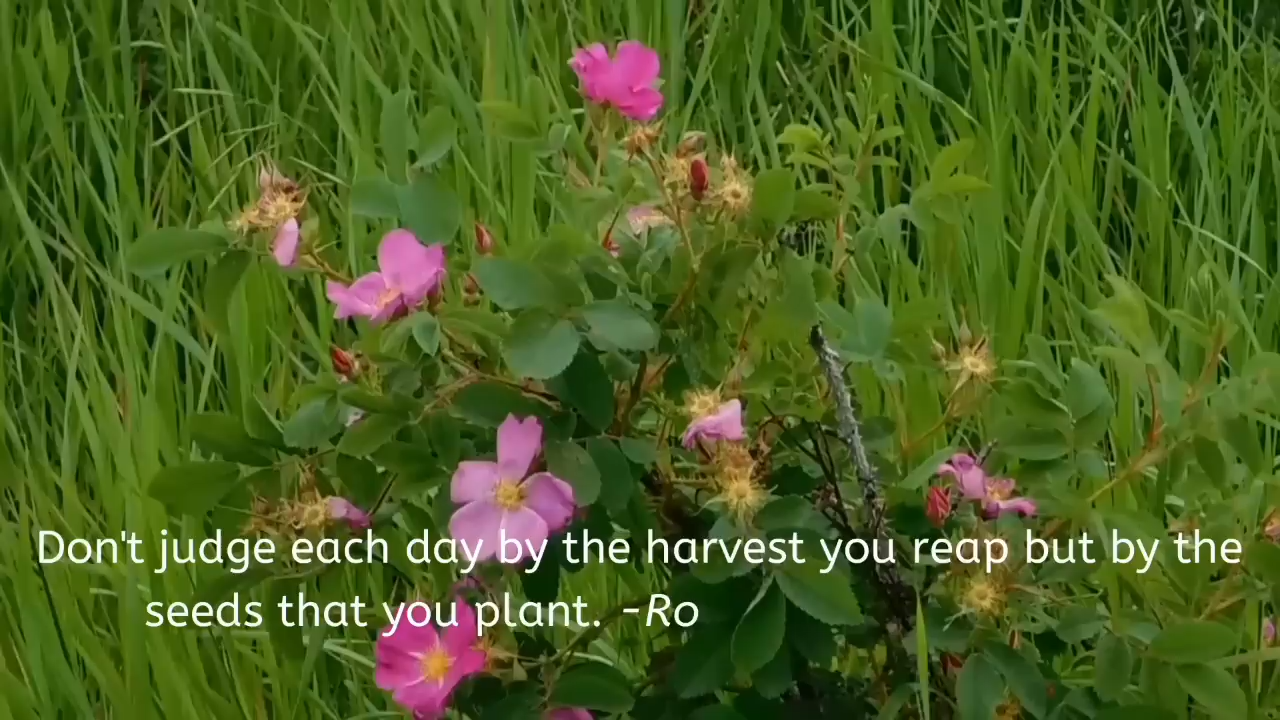 Don't judge each day by the harvest you reap but by the
seeds that you plant. -Ro